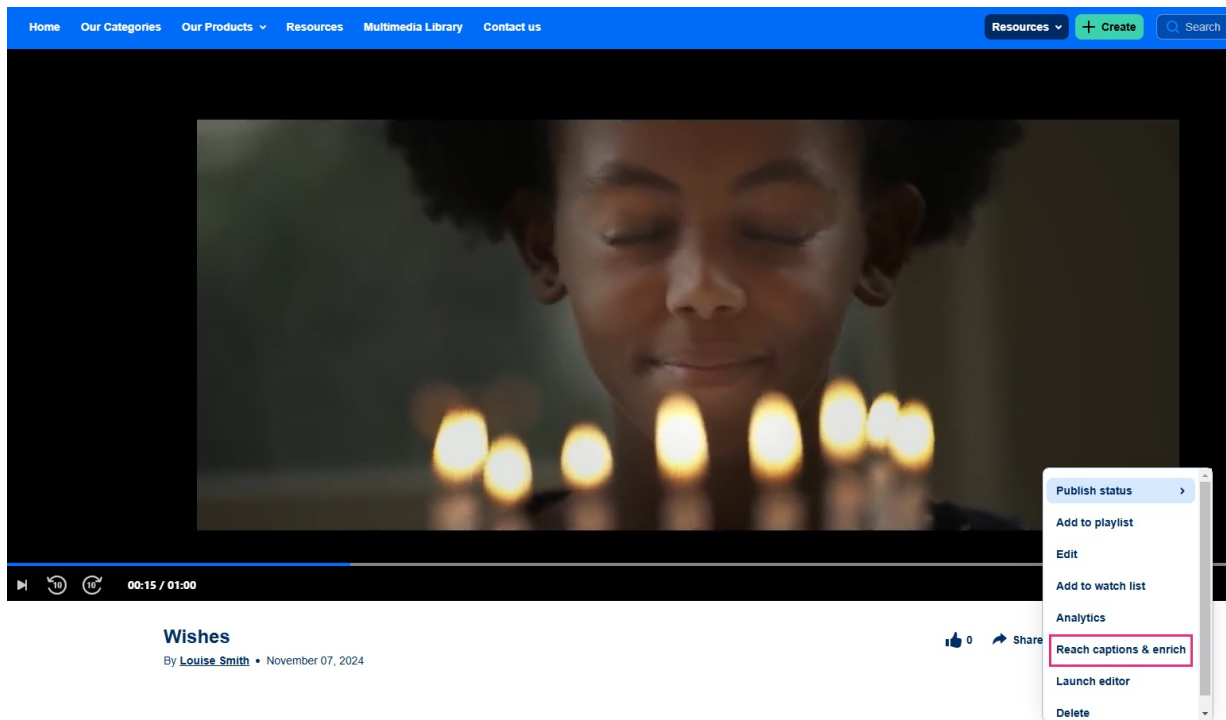 Home Our Categories Our Products Resources Multimedia Library Contact us Resources + Create Search
10 10 00:15 / 01:00
Publish status
Add to playlist
Edit
Add to watch list
Analytics
Reach captions & enrich
Launch editor
Delete
Wishes
By Louise Smith • November 07, 2024
0 Share